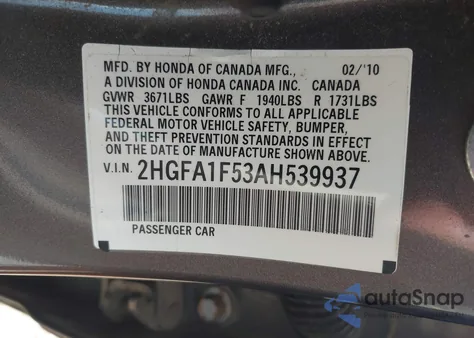 MFD. BY HONDA OF CANADA MFG., 02/'10
A DIVISION OF HONDA CANADA INC. CANADA
GVWR 3671LBS GAWR F 1940LBS R 1731LBS
THIS VEHICLE CONFORMS TO ALL APPLICABLE
FEDERAL MOTOR VEHICLE SAFETY, BUMPER,
AND THEFT PREVENTION STANDARDS IN EFFECT
ON THE DATE OF MANUFACTURE SHOWN ABOVE.
V.I.N. 2HGFA1F53AH539937
PASSENGER CAR
autoSnap